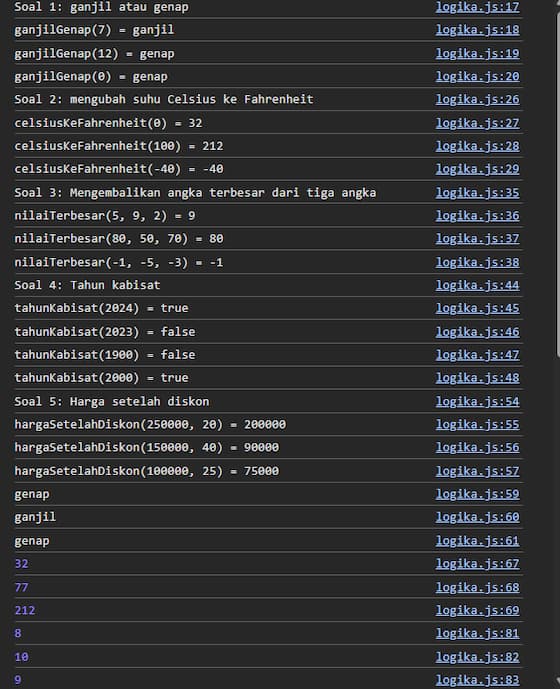 Soal 1: ganjil atau genap logika.js:17
ganjilGenap(7) = ganjil logika.js:18
ganjilGenap(12) = genap logika.js:19
ganjilGenap(0) = genap logika.js:20
Soal 2: mengubah suhu Celsius ke Fahrenheit logika.js:26
celsiusKeFahrenheit(0) = 32 logika.js:27
celsiusKeFahrenheit(100) = 212 logika.js:28
celsiusKeFahrenheit(-40) = -40 logika.js:29
Soal 3: Mengembalikan angka terbesar dari tiga angka logika.js:35
nilaiTerbesar(5, 9, 2) = 9 logika.js:36
nilaiTerbesar(80, 50, 70) = 80 logika.js:37
nilaiTerbesar(-1, -5, -3) = -1 logika.js:38
Soal 4: Tahun kabisat logika.js:44
tahunKabisat(2024) = true logika.js:45
tahunKabisat(2023) = false logika.js:46
tahunKabisat(1900) = false logika.js:47
tahunKabisat(2000) = true logika.js:48
Soal 5: Harga setelah diskon logika.js:54
hargaSetelahDiskon(250000, 20) = 200000 logika.js:55
hargaSetelahDiskon(150000, 40) = 90000 logika.js:56
hargaSetelahDiskon(100000, 25) = 75000 logika.js:57
genap logika.js:59
ganjil logika.js:60
genap logika.js:61
32 logika.js:67
77 logika.js:68
212 logika.js:69
8 logika.js:81
10 logika.js:82
9 logika.js:83